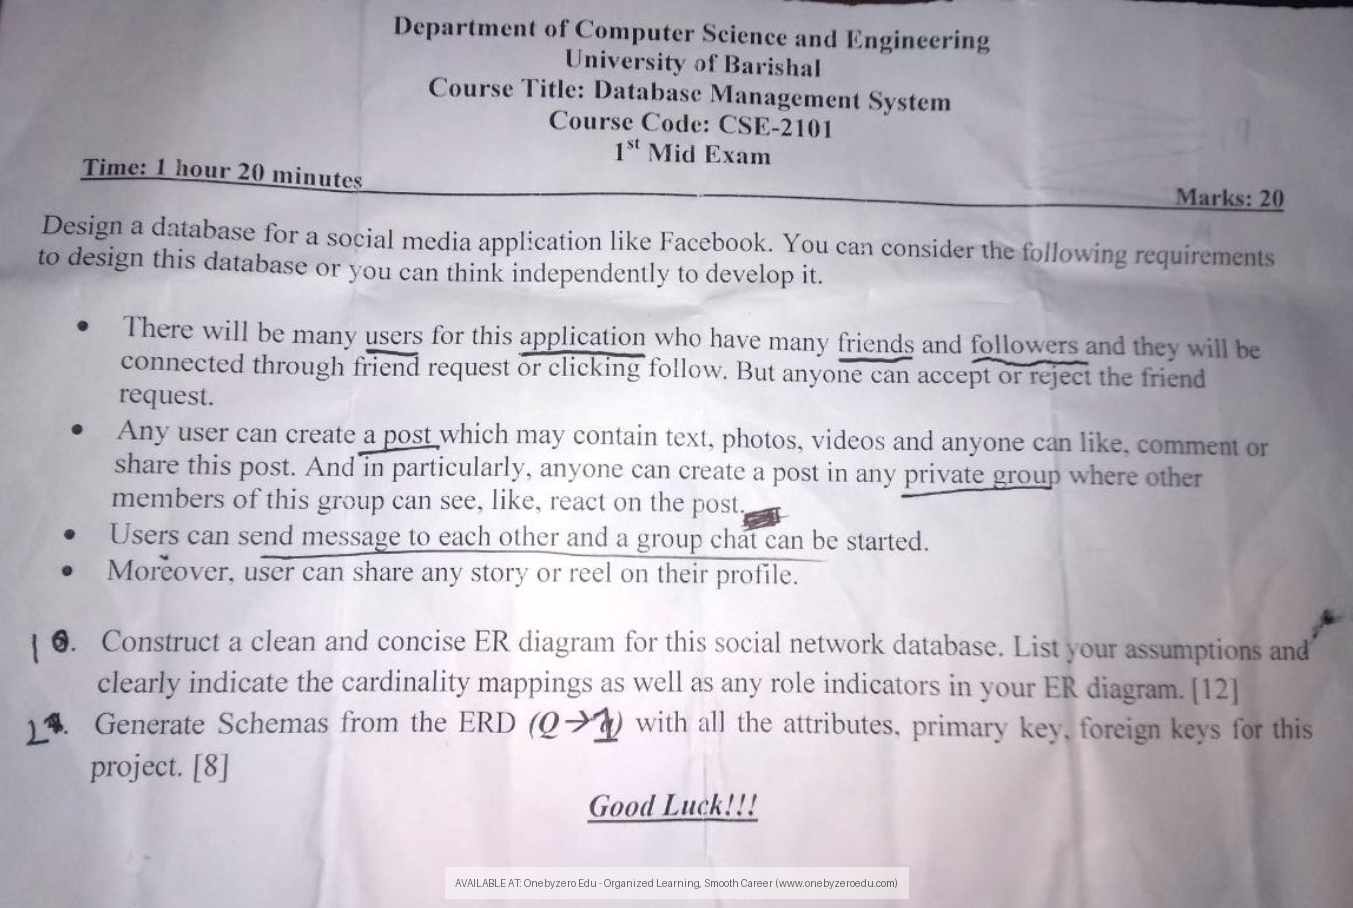 Department of Computer Science and Engineering
University of Barishal
Course Title: Database Management System
Course Code: CSE-2101
1st Mid Exam
Time: 1 hour 20 minutes
Marks: 20
Design a database for a social media application like Facebook. You can consider the following requirements
to design this database or you can think independently to develop it.
• There will be many users for this application who have many friends and followers and they will be
connected through friend request or clicking follow. But anyone can accept or reject the friend
request.
• Any user can create a post which may contain text, photos, videos and anyone can like, comment or
share this post. And in particularly, anyone can create a post in any private group where other
members of this group can see, like, react on the post.
• Users can send message to each other and a group chat can be started.
• Moreover, user can share any story or reel on their profile.
1. Construct a clean and concise ER diagram for this social network database. List your assumptions and
clearly indicate the cardinality mappings as well as any role indicators in your ER diagram. [12]
2. Generate Schemas from the ERD (Q→1) with all the attributes, primary key, foreign keys for this
project. [8]
Good Luck!!!
AVAILABLE AT: Onebyzero Edu - Organized Learning, Smooth Career (www.onebyzeroedu.com)